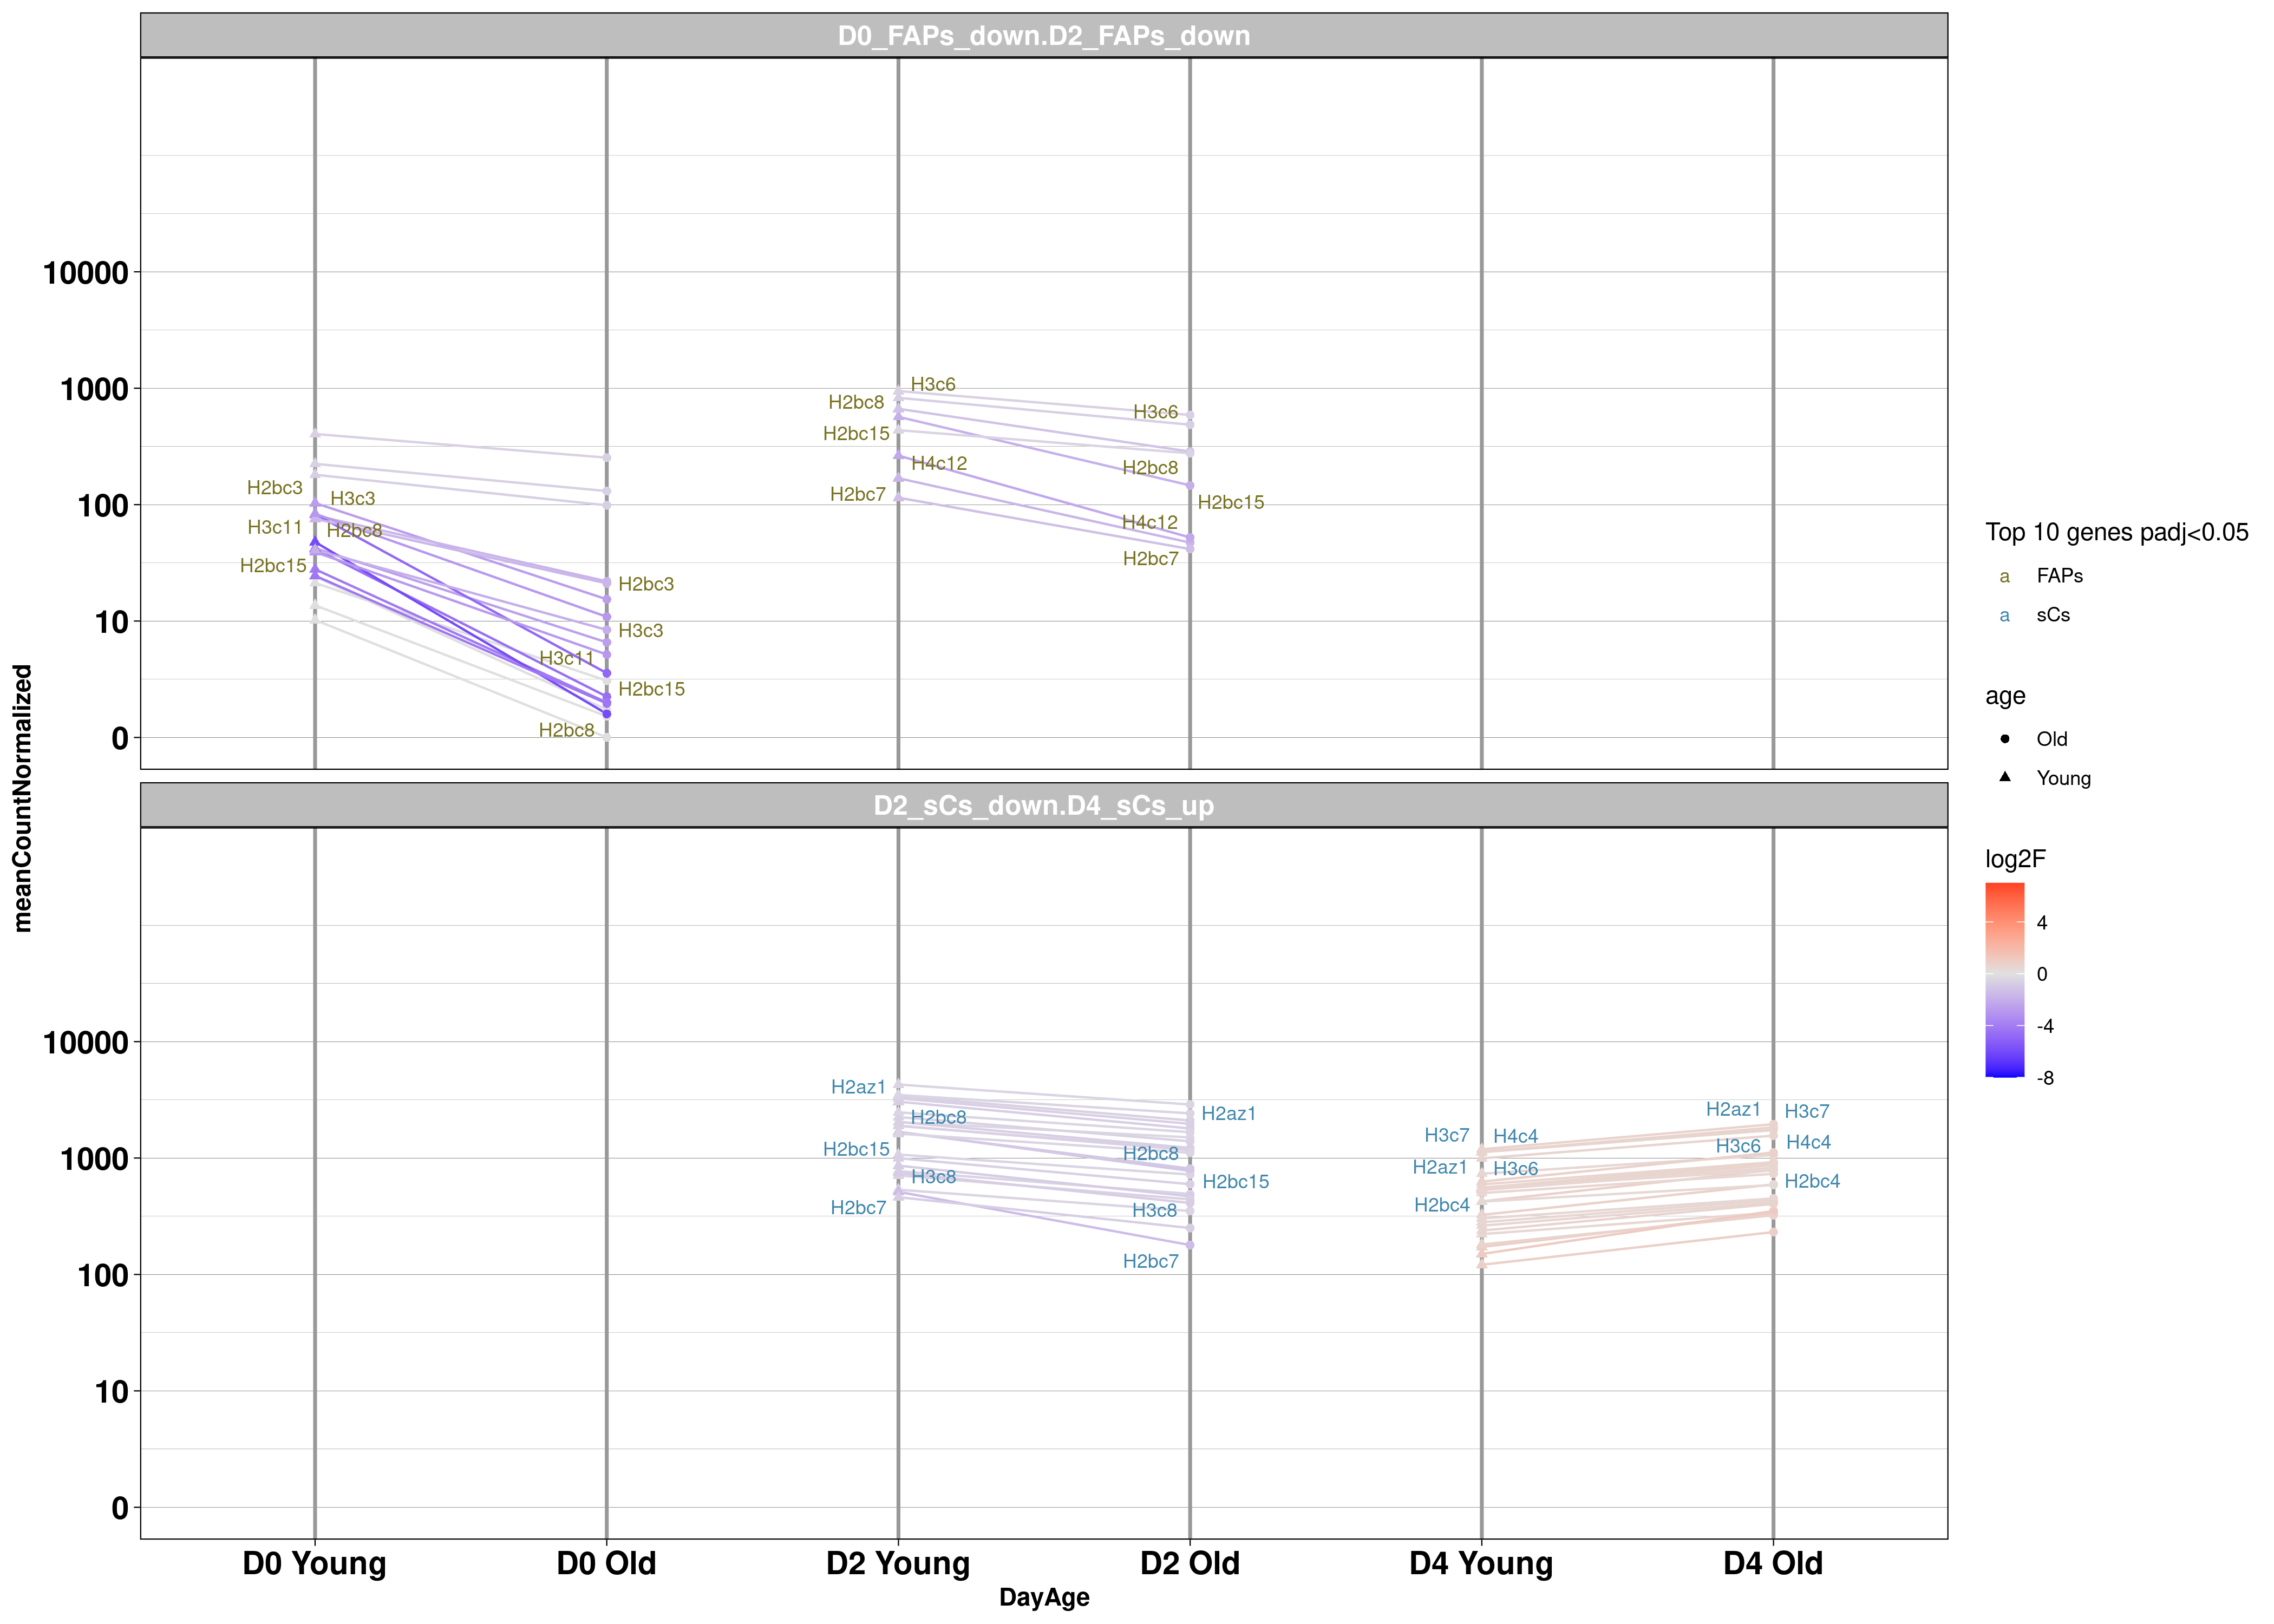 D0_FAPs_down.D2_FAPs_down
10000
1000
100
10
0
H2bc3
H3c3
H3c11
H2bc8
H2bc15
H2bc3
H3c3
H3c11
H2bc15
H2bc8
H3c6
H2bc8
H2bc15
H4c12
H2bc7
H3c6
H2bc8
H2bc15
H4c12
H2bc7
meanCountNormalized
D2_sCs_down.D4_sCs_up
10000
1000
100
10
0
H2az1
H2bc8
H2bc15
H3c8
H2bc7
H2az1
H2bc8
H2bc15
H3c8
H2bc7
H3c7
H4c4
H2az1
H3c6
H2bc4
H2az1
H3c7
H3c6
H4c4
H2bc4
D0 Young
D0 Old
D2 Young
D2 Old
D4 Young
D4 Old
DayAge
Top 10 genes padj<0.05
a FAPs
a sCs
age
Old
Young
log2F
4
0
-4
-8